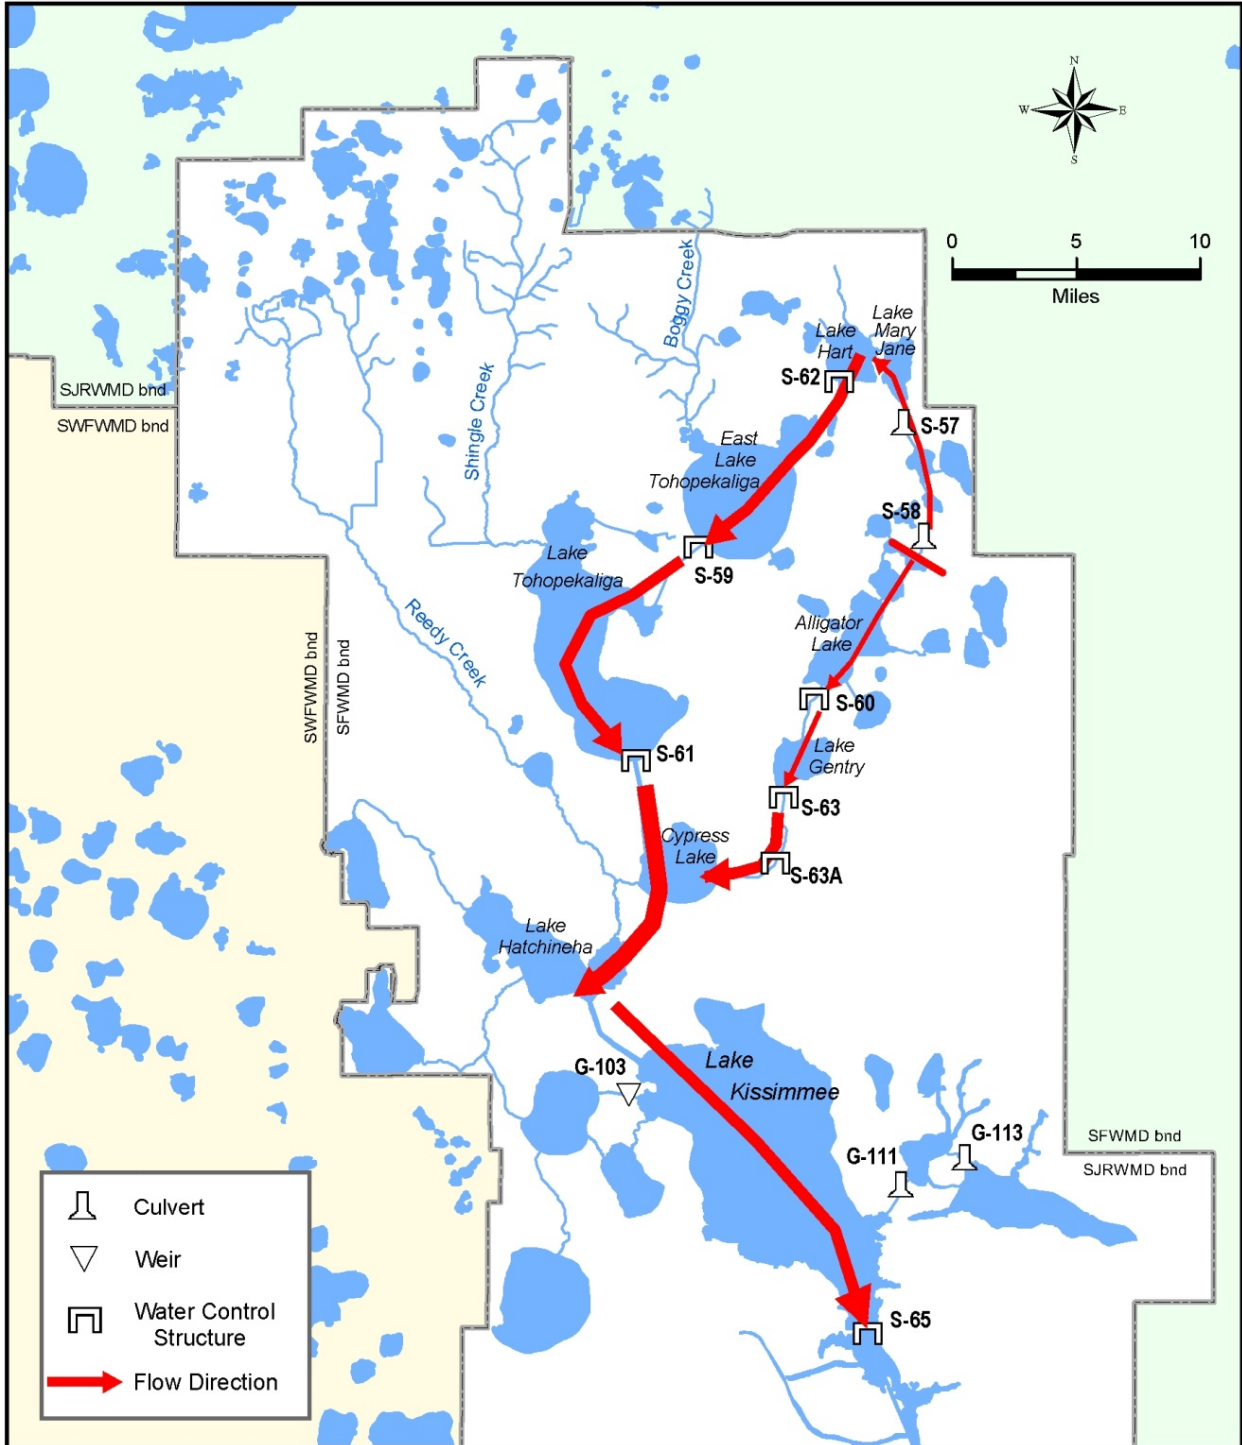 N
W
E
S
0 5 10
Miles
Boggy Creek
Lake
Mary
Jane
Lake
Hart
S-62
S-57
SJRWMD bnd
SWFWMD bnd
Shingle Creek
East
Lake
Tohopekaliga
S-58
Lake
Tohopekaliga
S-59
Reedy Creek
Alligator
Lake
SWFWMD bnd
SFWMD bnd
S-60
S-61
Lake
Gentry
S-63
Cypress
Lake
S-63A
Lake
Hatchineha
G-103
Lake
Kissimmee
G-113
G-111
SFWMD bnd
SJRWMD bnd
S-65
Culvert
Weir
Water Control
Structure
Flow Direction